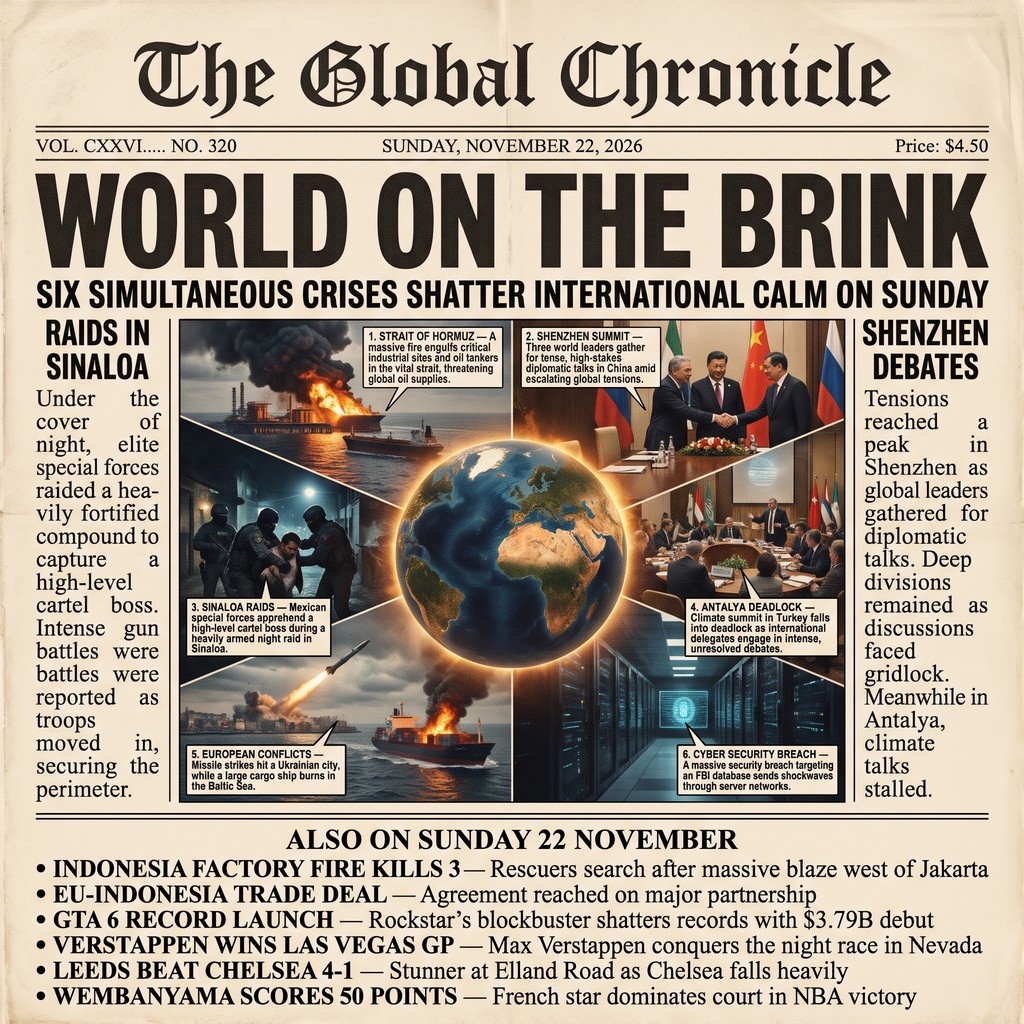 The Global Chronicle
VOL. CXXVI..... NO. 320
SUNDAY, NOVEMBER 22, 2026
Price: $4.50
WORLD ON THE BRINK
SIX SIMULTANEOUS CRISES SHATTER INTERNATIONAL CALM ON SUNDAY
RAIDS IN
SINALOA
Under the
cover of
night, elite
special forces
raided a hea-
vily fortified
compound to
capture a
high-level
cartel boss.
Intense gun
battles were
battles were
reported as
troops
moved in,
securing the
perimeter.
1. STRAIT OF HORMUZ — A
massive fire engulfs critical
industrial sites and oil tankers
in the vital strait, threatening
global oil supplies.
2. SHENZHEN SUMMIT —
Three world leaders gather
for tense, high-stakes
diplomatic talks in China amid
escalating global tensions.
3. SINALOA RAIDS — Mexican
special forces apprehend a
high-level cartel boss during a
heavily armed night raid in
Sinaloa.
4. ANTALYA DEADLOCK —
Climate summit in Turkey falls
into deadlock as international
delegates engage in intense,
unresolved debates.
5. EUROPEAN CONFLICTS —
Missile strikes hit a Ukrainian city,
while a large cargo ship burns in
the Baltic Sea.
6. CYBER SECURITY BREACH —
A massive security breach targeting
an FBI database sends shockwaves
through server networks.
SHENZHEN
DEBATES
Tensions
reached a
peak in
Shenzhen as
global leaders
gathered for
diplomatic
talks. Deep
divisions
remained as
discussions
faced
gridlock.
Meanwhile in
Antalya,
climate
talks
stalled.
ALSO ON SUNDAY 22 NOVEMBER
• INDONESIA FACTORY FIRE KILLS 3 — Rescuers search after massive blaze west of Jakarta
• EU-INDONESIA TRADE DEAL — Agreement reached on major partnership
• GTA 6 RECORD LAUNCH — Rockstar's blockbuster shatters records with $3.79B debut
• VERSTAPPEN WINS LAS VEGAS GP — Max Verstappen conquers the night race in Nevada
• LEEDS BEAT CHELSEA 4-1 — Stunner at Elland Road as Chelsea falls heavily
• WEMBANYAMA SCORES 50 POINTS — French star dominates court in NBA victory